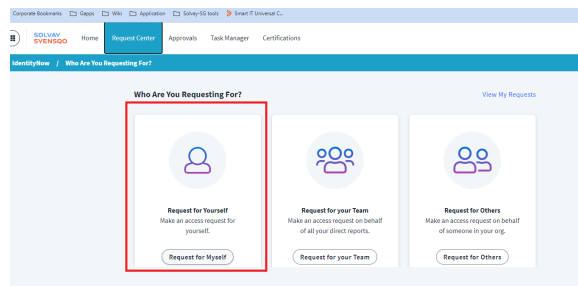 Corporate Bookmarks Gapps Wiki Application Solvay-SG tools Smart IT Universal C...
SOLVAY
SYENSQO
Home Request Center Approvals Task Manager Certifications
IdentityNow / Who Are You Requesting For?
Who Are You Requesting For? View My Requests
Request for Yourself Request for your Team Request for Others
Make an access request for Make an access request on behalf Make an access request on behalf
yourself. of all your direct reports. of someone in your org.
Request for Myself Request for your Team Request for Others